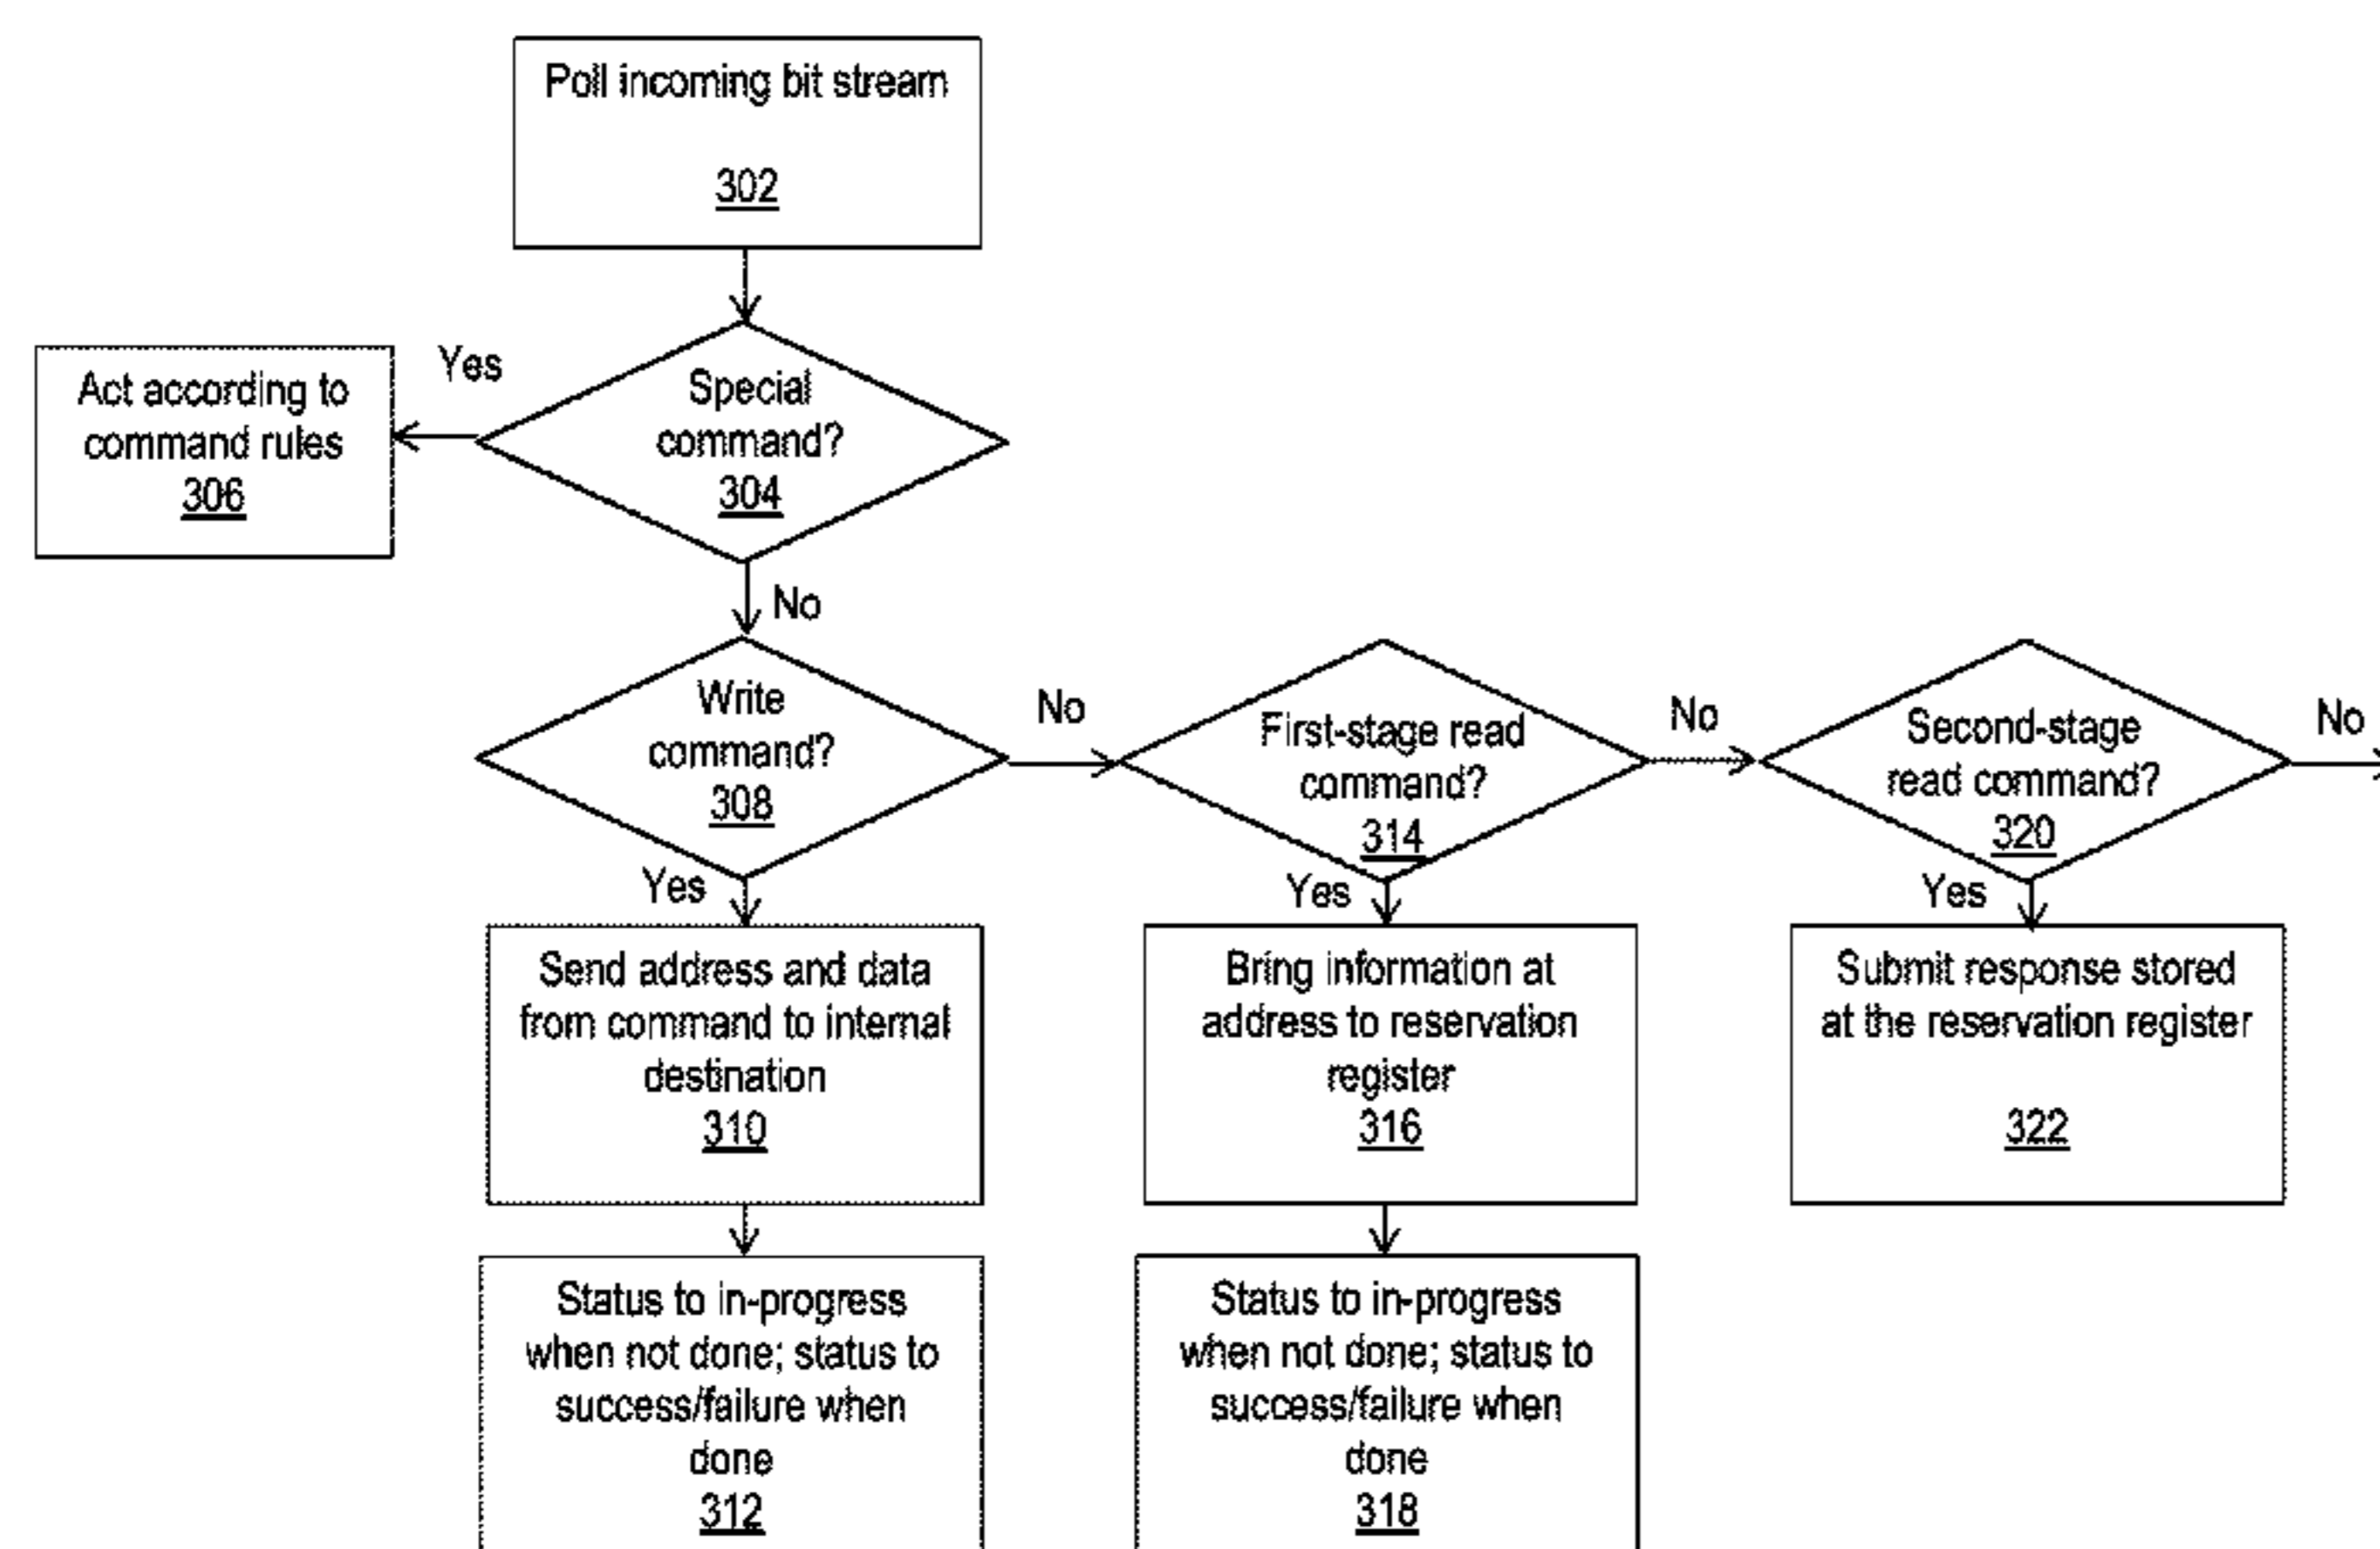 Poll incoming bit stream
302
Yes
Act according to
command rules
306
Special
command?
304
No
Write
command?
308
No
First-stage read
command?
314
No
Second-stage
read command?
320
No
Yes
Send address and data
from command to internal
destination
310
Yes
Bring information at
address to reservation
register
316
Yes
Submit response stored
at the reservation register
322
Status to in-progress
when not done; status to
success/failure when
done
312
Status to in-progress
when not done; status to
success/failure when
done
318